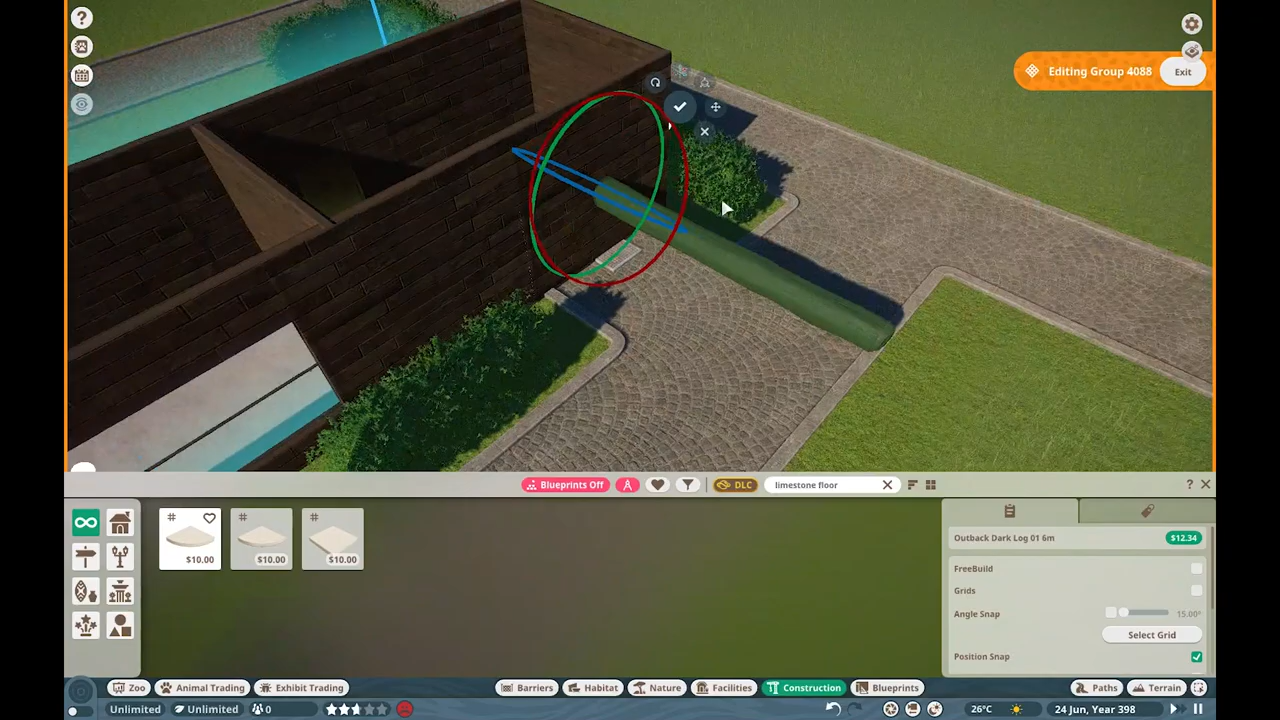 ?
Editing Group 4088
Exit
Blueprints Off
DLC
limestone floor
?
$10.00
$10.00
$10.00
Outback Dark Log 01 6m
$12.34
FreeBuild
Grids
Angle Snap
15.00°
Select Grid
Position Snap
Zoo
Animal Trading
Exhibit Trading
Barriers
Habitat
Nature
Facilities
Construction
Blueprints
Paths
Terrain
Unlimited
Unlimited
0
26°C
24 Jun, Year 398